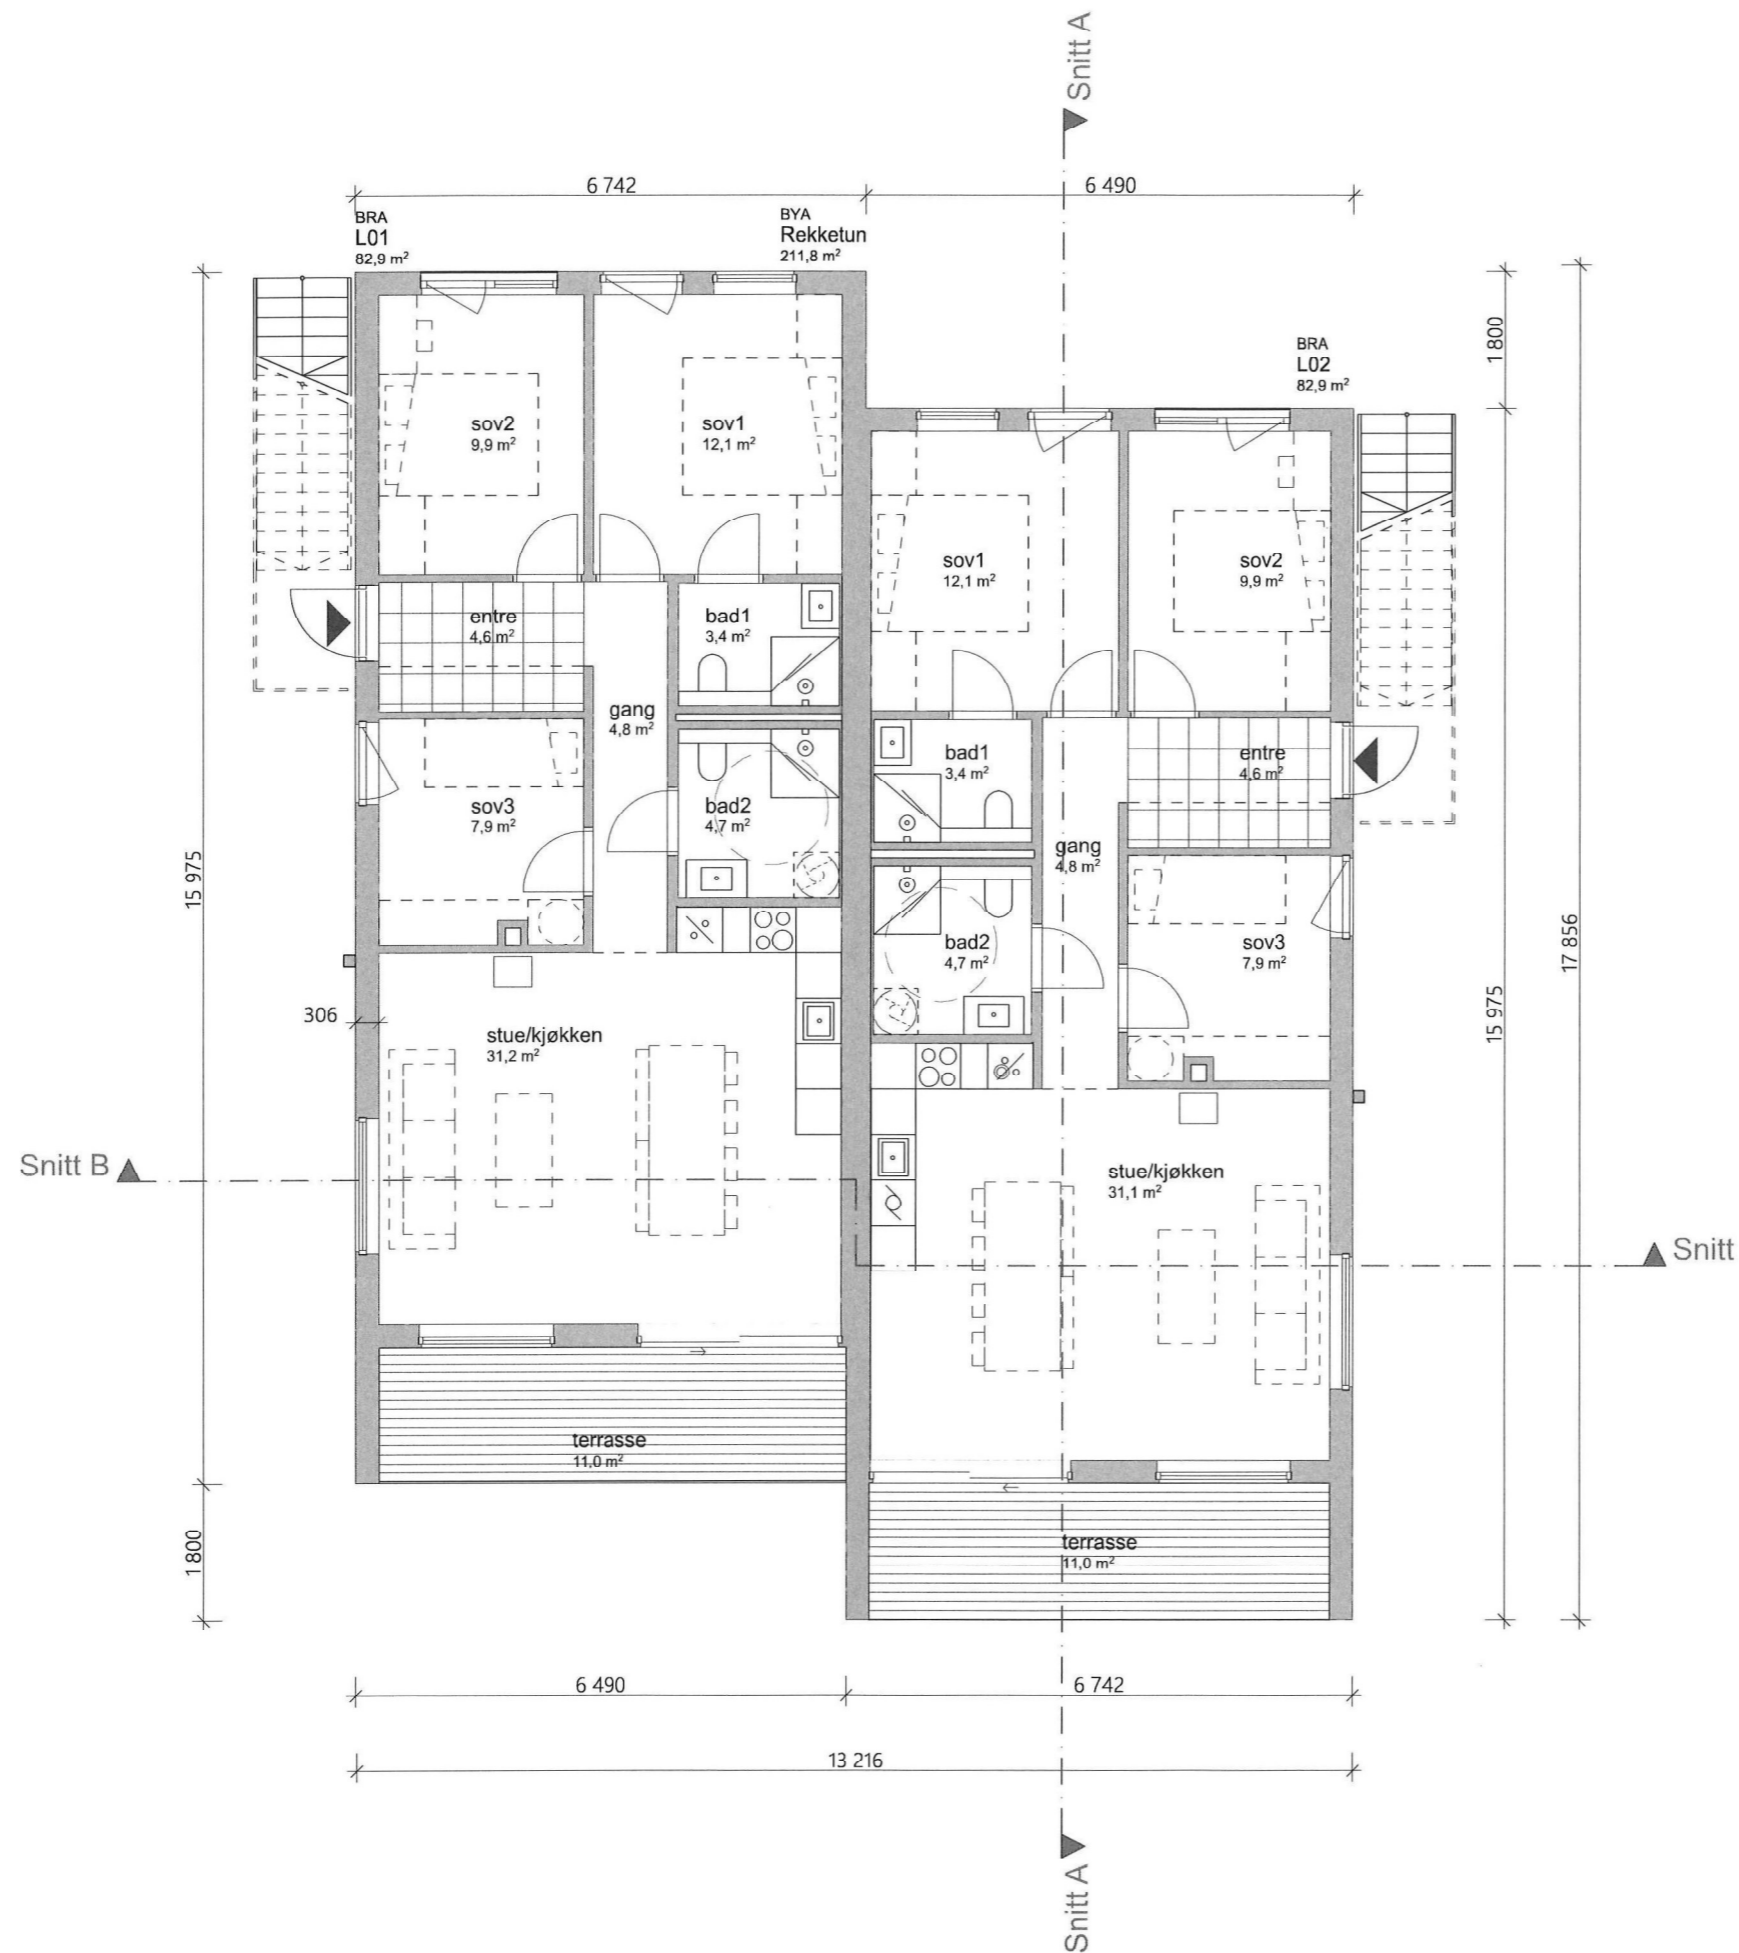 Snitt A
6 742
6 490
BRA
L01
82,9 m²
BYA
Rekketun
211,8 m²
1 800
BRA
L02
82,9 m²
sov2
9,9 m²
sov1
12,1 m²
sov1
12,1 m²
sov2
9,9 m²
entre
4,6 m²
bad1
3,4 m²
gang
4,8 m²
bad1
3,4 m²
entre
4,6 m²
sov3
7,9 m²
bad2
4,7 m²
gang
4,8 m²
15 975
bad2
4,7 m²
sov3
7,9 m²
17 856
15 975
306
stue/kjøkken
31,2 m²
Snitt B
stue/kjøkken
31,1 m²
Snitt
terrasse
11,0 m²
1 800
terrasse
11,0 m²
6 490
6 742
13 216
Snitt A